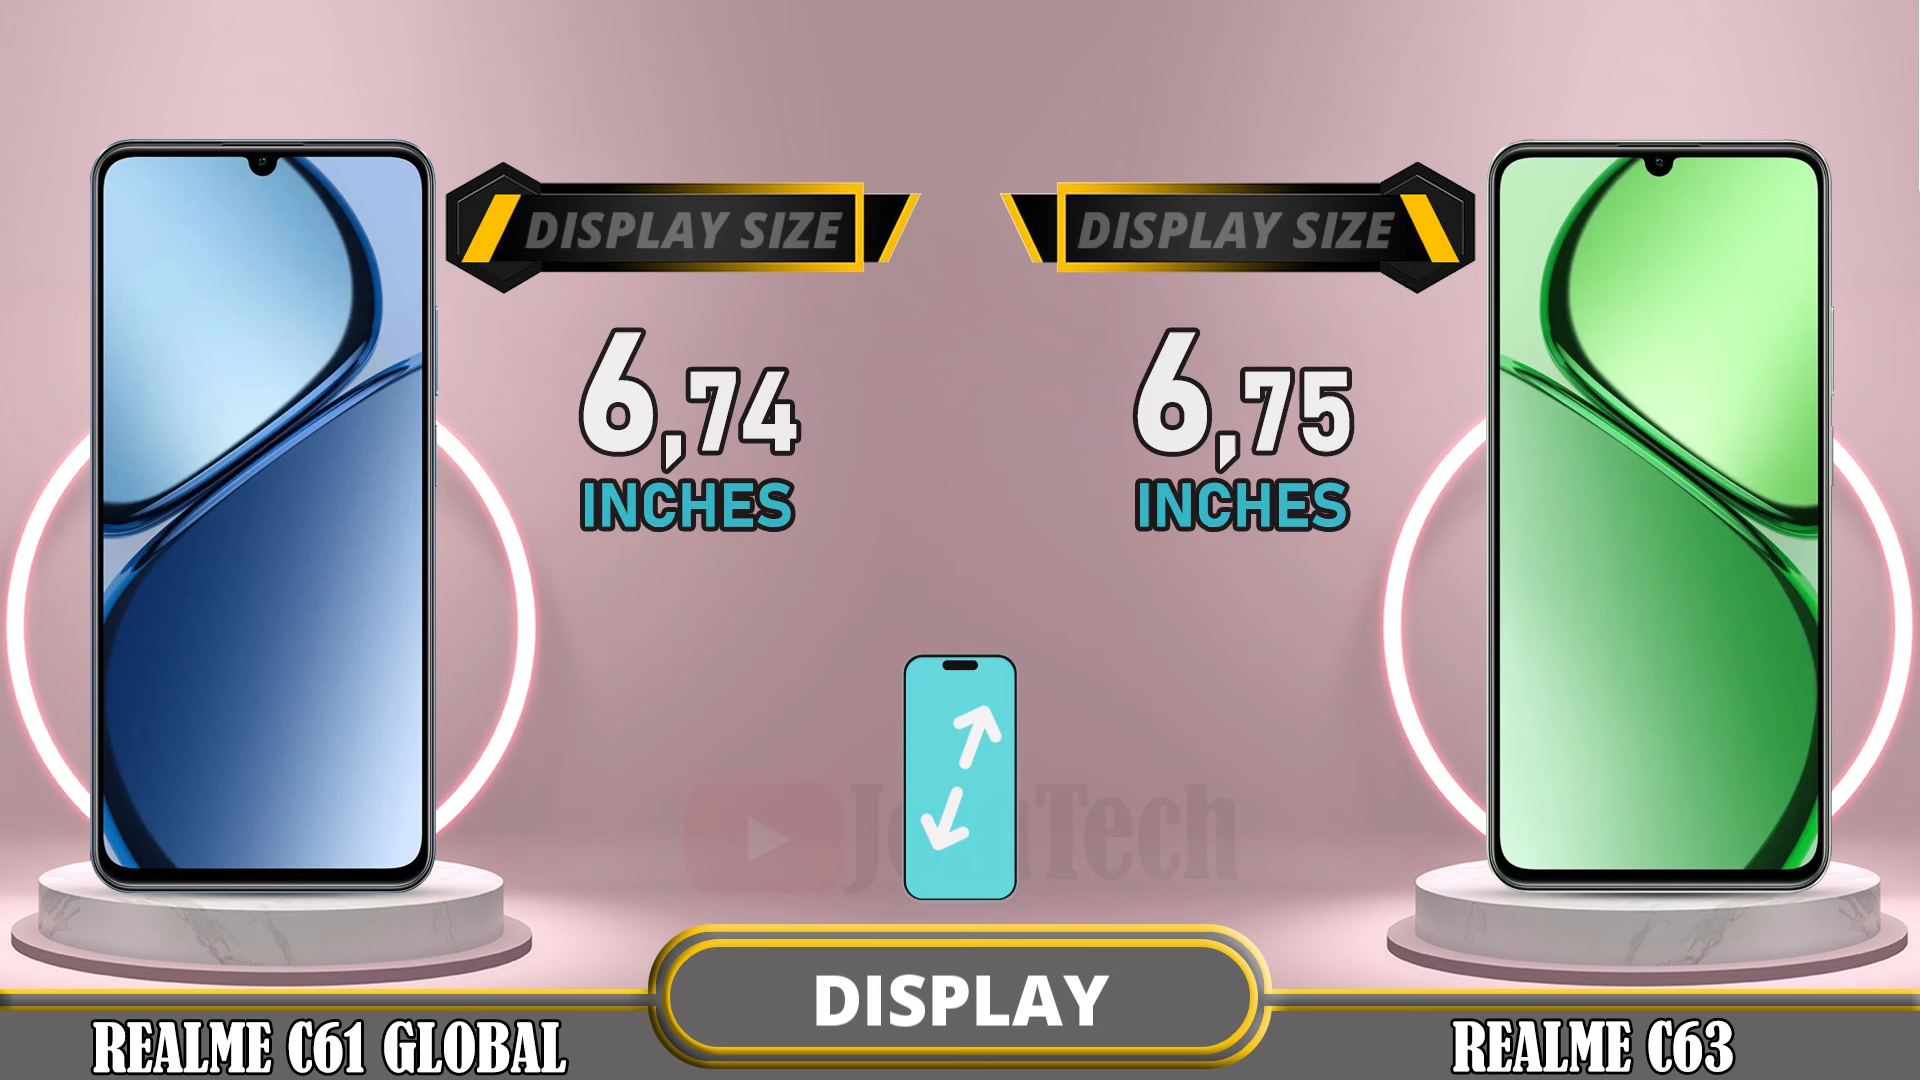 DISPLAY SIZE
6,74
INCHES
DISPLAY SIZE
6,75
INCHES
DISPLAY
REALME C61 GLOBAL
REALME C63